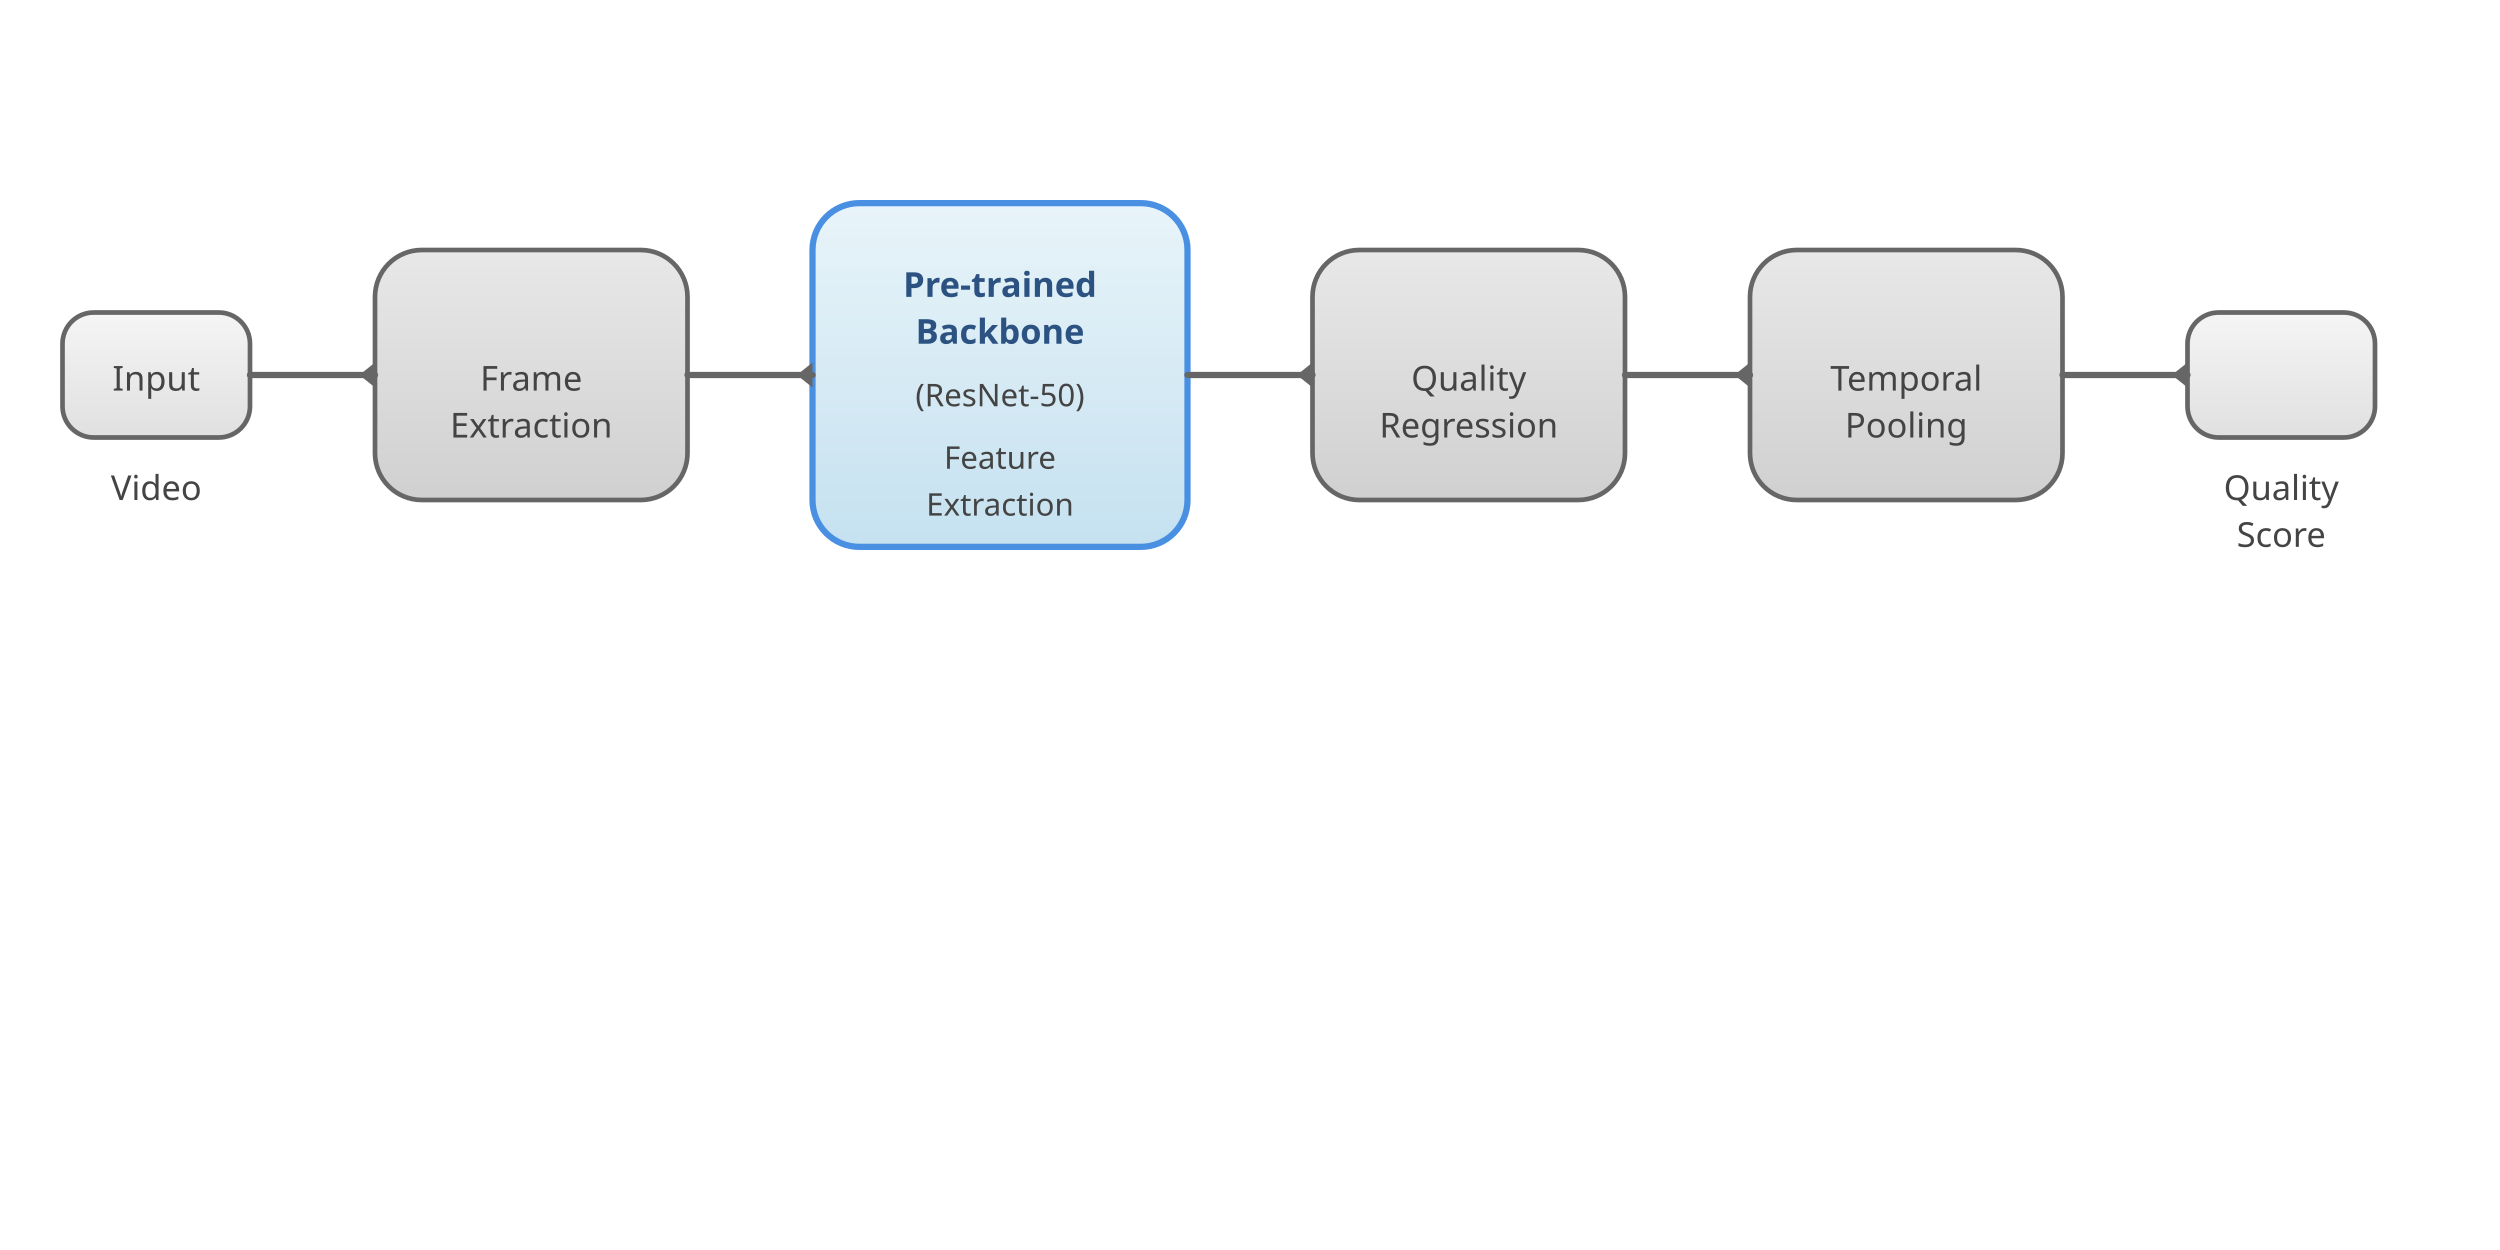 Input
Video
Frame
Extraction
Pre-trained
Backbone
(ResNet-50)
Feature
Extraction
Quality
Regression
Temporal
Pooling
Quality
Score